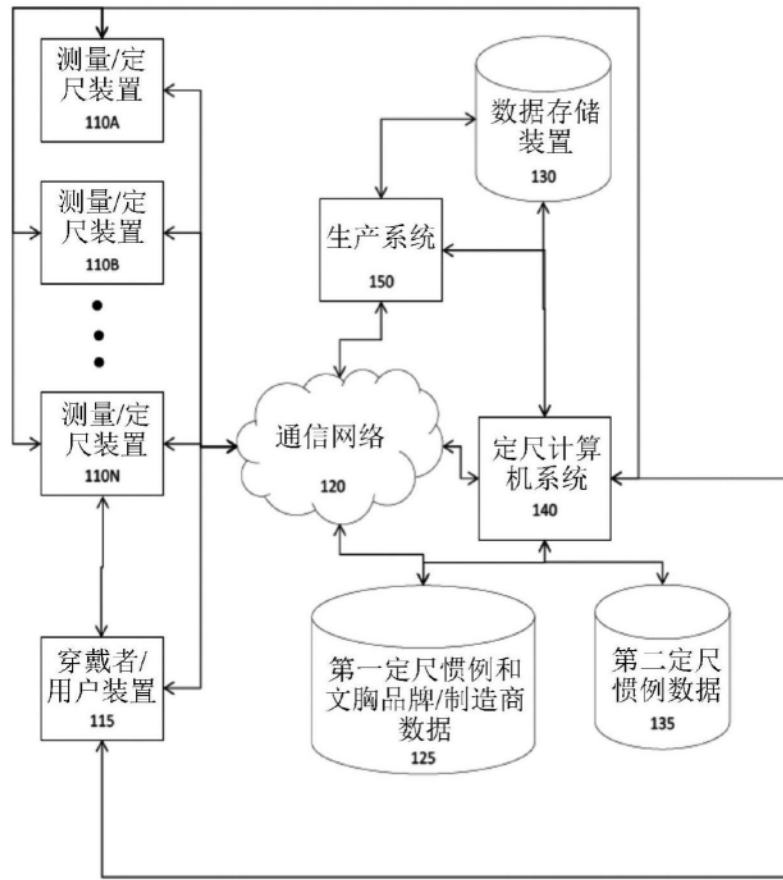 测量/定
尺装置
110A
测量/定
尺装置
110B
测量/定
尺装置
110N
穿戴者/
用户装置
115
数据存储
装置
130
生产系统
150
通信网络
120
定尺计算
机系统
140
第一定尺惯例和
文胸品牌/制造商
数据
125
第二定尺
惯例数据
135